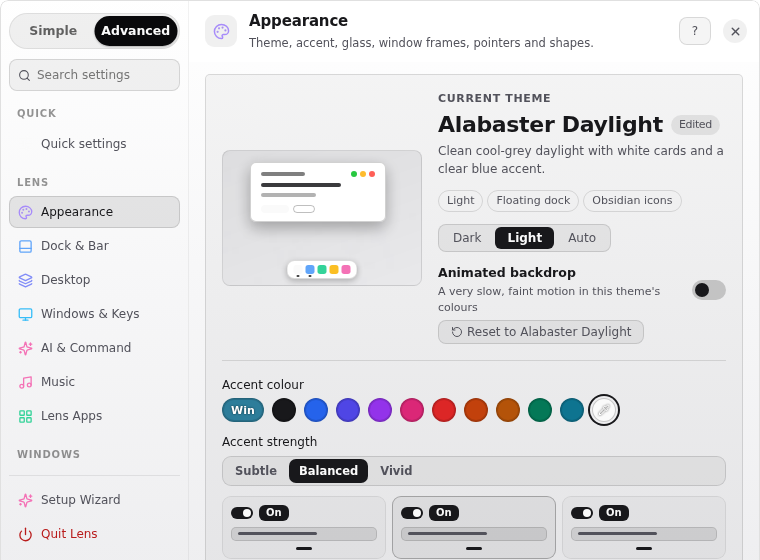 Simple
Advanced
Search settings
QUICK
Quick settings
LENS
Appearance
Dock & Bar
Desktop
Windows & Keys
AI & Command
Music
Lens Apps
WINDOWS
Setup Wizard
Quit Lens
Appearance
Theme, accent, glass, window frames, pointers and shapes.
?
CURRENT THEME
Alabaster Daylight Edited
Clean cool-grey daylight with white cards and a
clear blue accent.
Light Floating dock Obsidian icons
Dark Light Auto
Animated backdrop
A very slow, faint motion in this theme's
colours
Reset to Alabaster Daylight
Accent colour
Win
Accent strength
Subtle Balanced Vivid
On On On